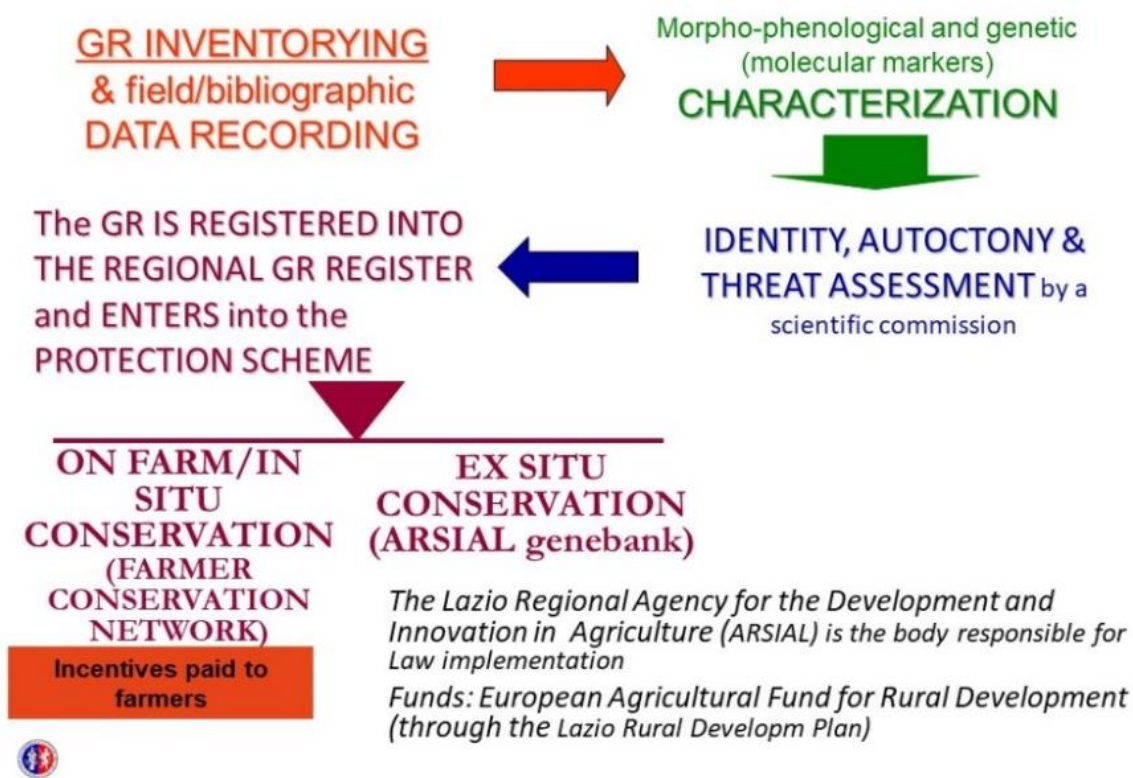 GR INVENTORYING
& field/bibliographic
DATA RECORDING
Morpho-phenological and genetic
(molecular markers)
CHARACTERIZATION
IDENTITY, AUTOCTONY &
THREAT ASSESSMENT by a
scientific commission
The GR IS REGISTERED INTO
THE REGIONAL GR REGISTER
and ENTERS into the
PROTECTION SCHEME
ON FARM/IN
SITU
CONSERVATION
(FARMER
CONSERVATION
NETWORK)
Incentives paid to
farmers
EX SITU
CONSERVATION
(ARSIAL genebank)
The Lazio Regional Agency for the Development and
Innovation in Agriculture (ARSIAL) is the body responsible for
Law implementation
Funds: European Agricultural Fund for Rural Development
(through the Lazio Rural Developm Plan)